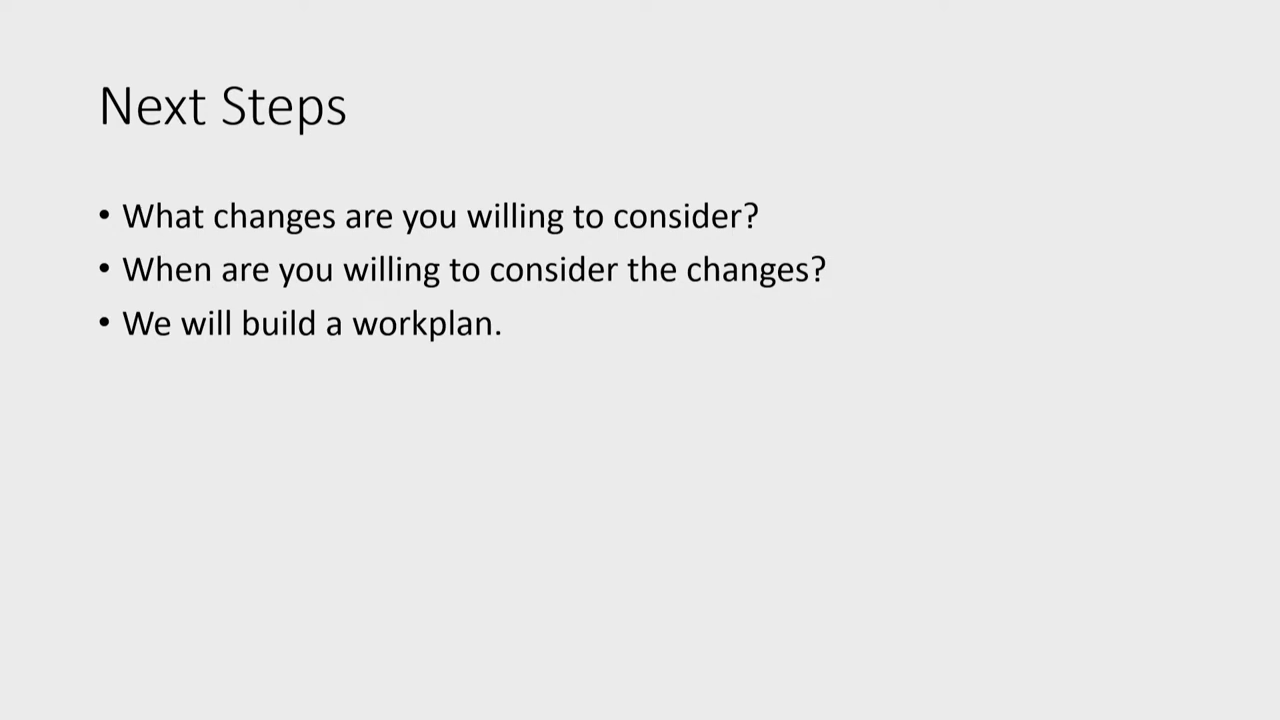 Next Steps
• What changes are you willing to consider?
• When are you willing to consider the changes?
• We will build a workplan.